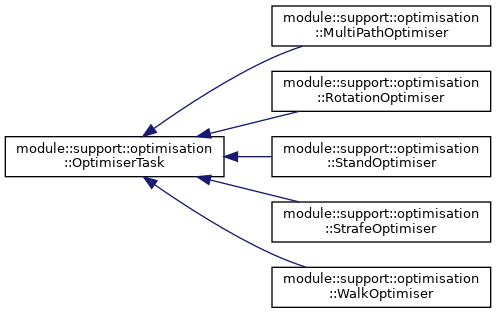 module::support::optimisation
::MultiPathOptimiser
module::support::optimisation
::RotationOptimiser
module::support::optimisation
::OptimiserTask
module::support::optimisation
::StandOptimiser
module::support::optimisation
::StrafeOptimiser
module::support::optimisation
::WalkOptimiser